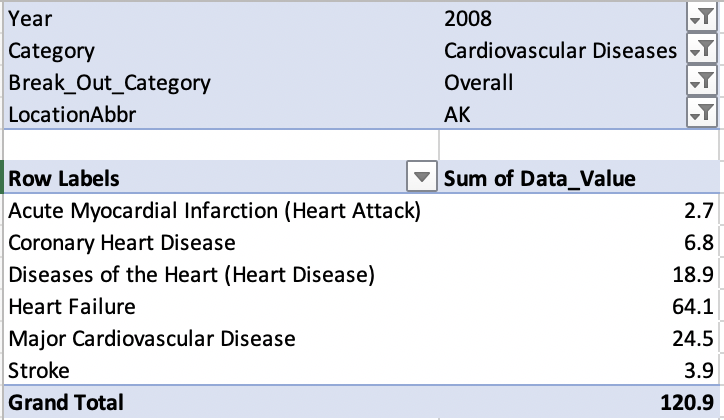 Year 2008
Category Cardiovascular Diseases
Break_Out_Category Overall
LocationAbbr AK
Row Labels Sum of Data_Value
Acute Myocardial Infarction (Heart Attack) 2.7
Coronary Heart Disease 6.8
Diseases of the Heart (Heart Disease) 18.9
Heart Failure 64.1
Major Cardiovascular Disease 24.5
Stroke 3.9
Grand Total 120.9